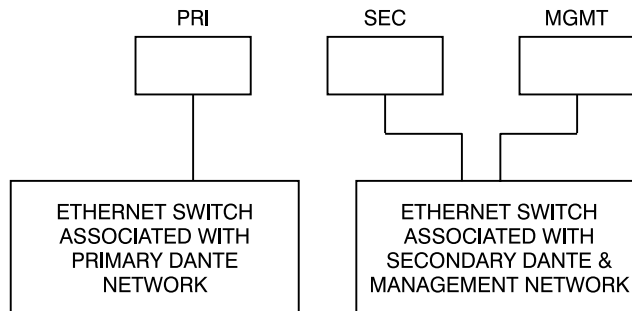 PRI
SEC
MGMT
ETHERNET SWITCH
ASSOCIATED WITH
PRIMARY DANTE
NETWORK
ETHERNET SWITCH
ASSOCIATED WITH
SECONDARY DANTE &
MANAGEMENT NETWORK